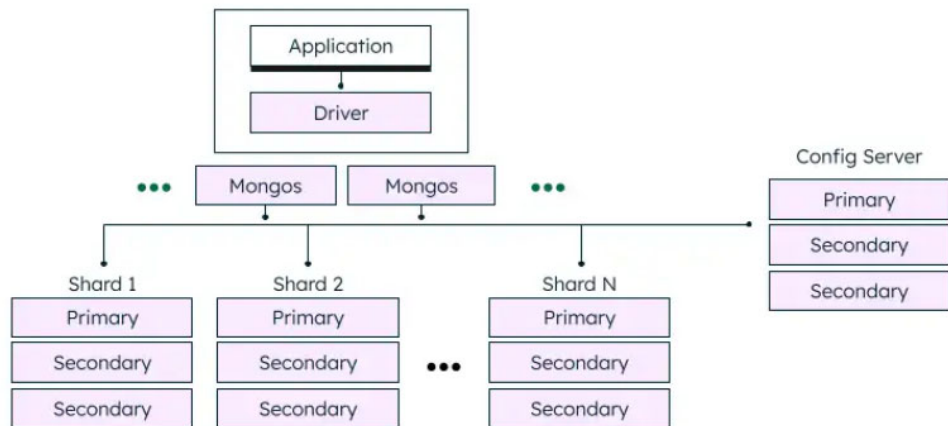 Application
Driver
Mongos Mongos
Config Server
Primary
Secondary
Secondary
Shard 1 Shard 2 Shard N
Primary Primary Primary
Secondary Secondary Secondary
Secondary Secondary Secondary